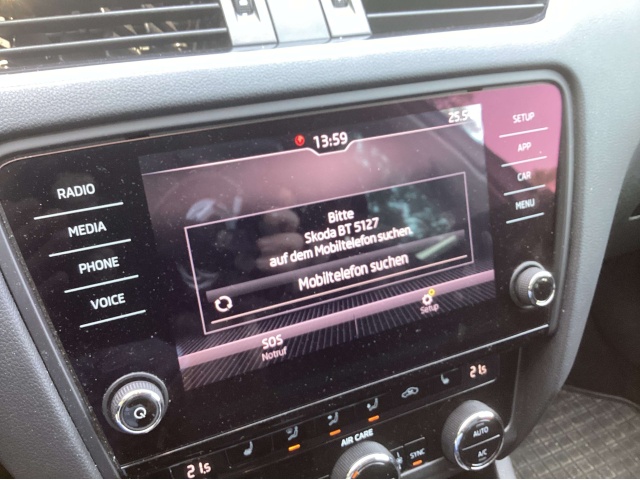 13:59
25.5
RADIO
MEDIA
PHONE
VOICE
SETUP
APP
CAR
MENU
Bitte
Skoda BT 5127
auf dem Mobiltelefon suchen.
Mobiltelefon suchen
SOS
Notruf
Setup
21.5
21.5
AIR CARE
SYNC
AUTO
A/C